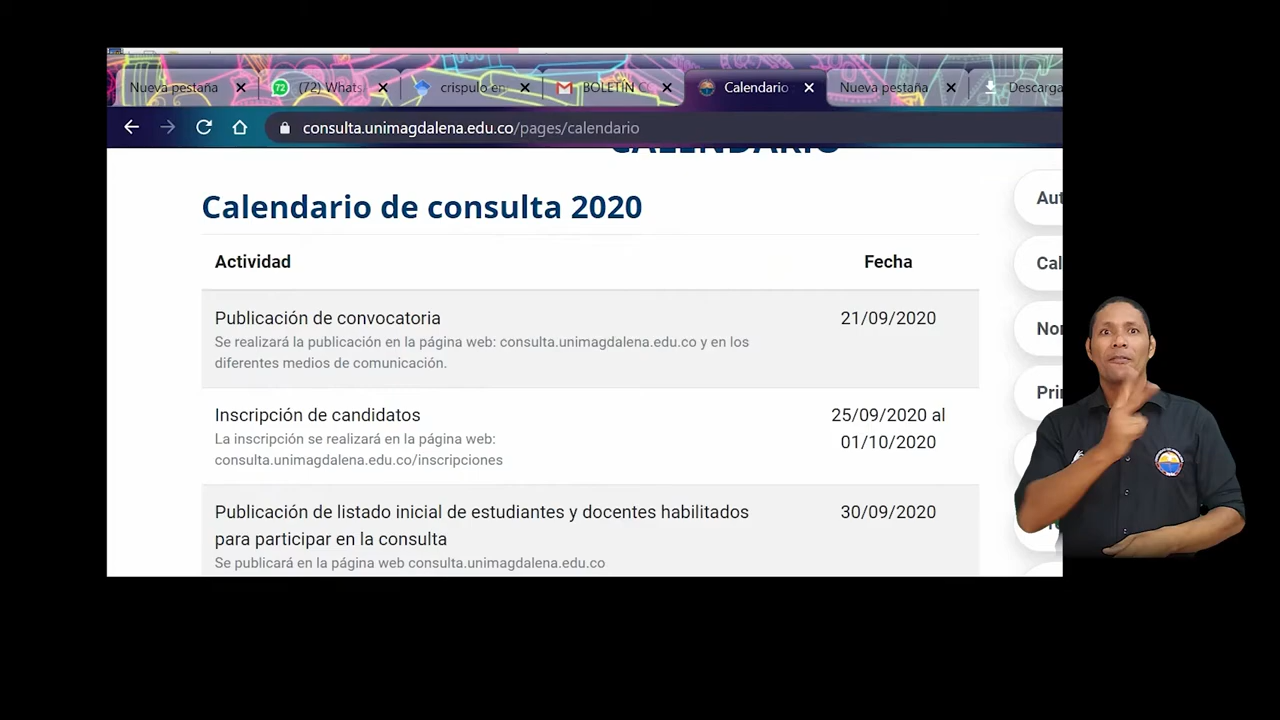 Nueva pestaña
(72) Whats
crispulo en
BOLETÍN
Calendario
Nueva pestaña
Descarga
consulta.unimagdalena.edu.co/pages/calendario
CALENDARIO
Calendario de consulta 2020
Actividad Fecha
Publicación de convocatoria 21/09/2020
Se realizará la publicación en la página web: consulta.unimagdalena.edu.co y en los
diferentes medios de comunicación.
Inscripción de candidatos 25/09/2020 al
01/10/2020
La inscripción se realizará en la página web:
consulta.unimagdalena.edu.co/inscripciones
Publicación de listado inicial de estudiantes y docentes habilitados 30/09/2020
para participar en la consulta
Se publicará en la página web consulta.unimagdalena.edu.co
Aut
Cal
Nor
Pri